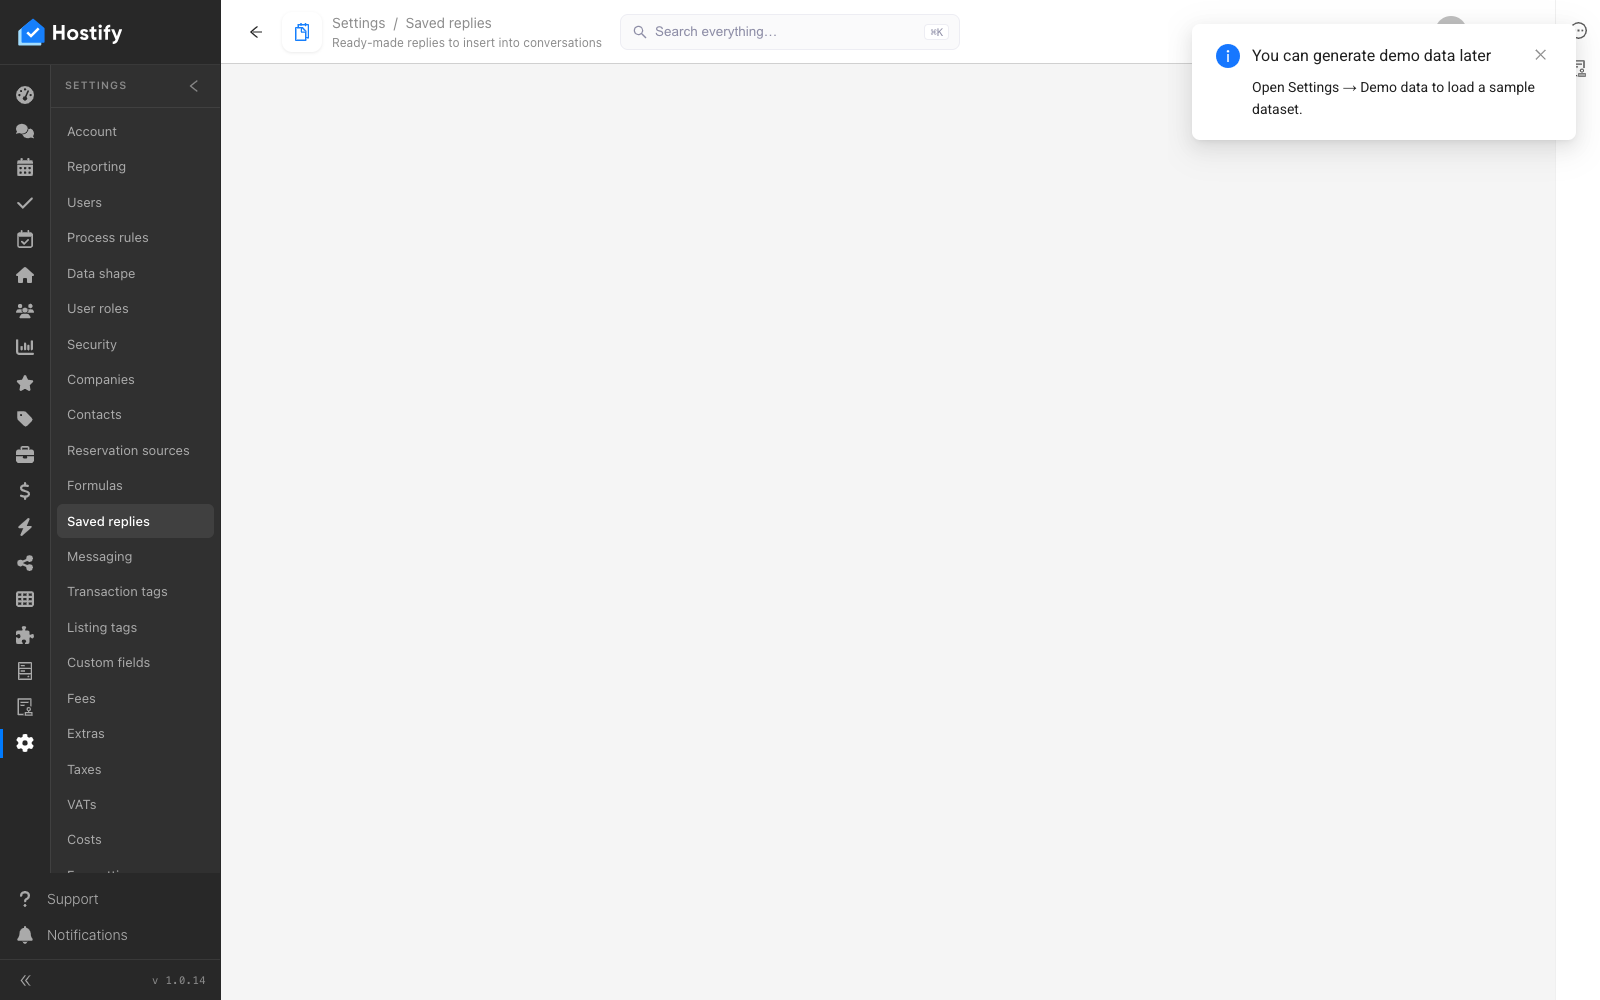 Hostify
SETTINGS
Account
Reporting
Users
Process rules
Data shape
User roles
Security
Companies
Contacts
Reservation sources
Formulas
Saved replies
Messaging
Transaction tags
Listing tags
Custom fields
Fees
Extras
Taxes
VATs
Costs
Support
Notifications
v 1.0.14
Settings / Saved replies
Ready-made replies to insert into conversations
Search everything...
⌘K
You can generate demo data later
Open Settings → Demo data to load a sample
dataset.